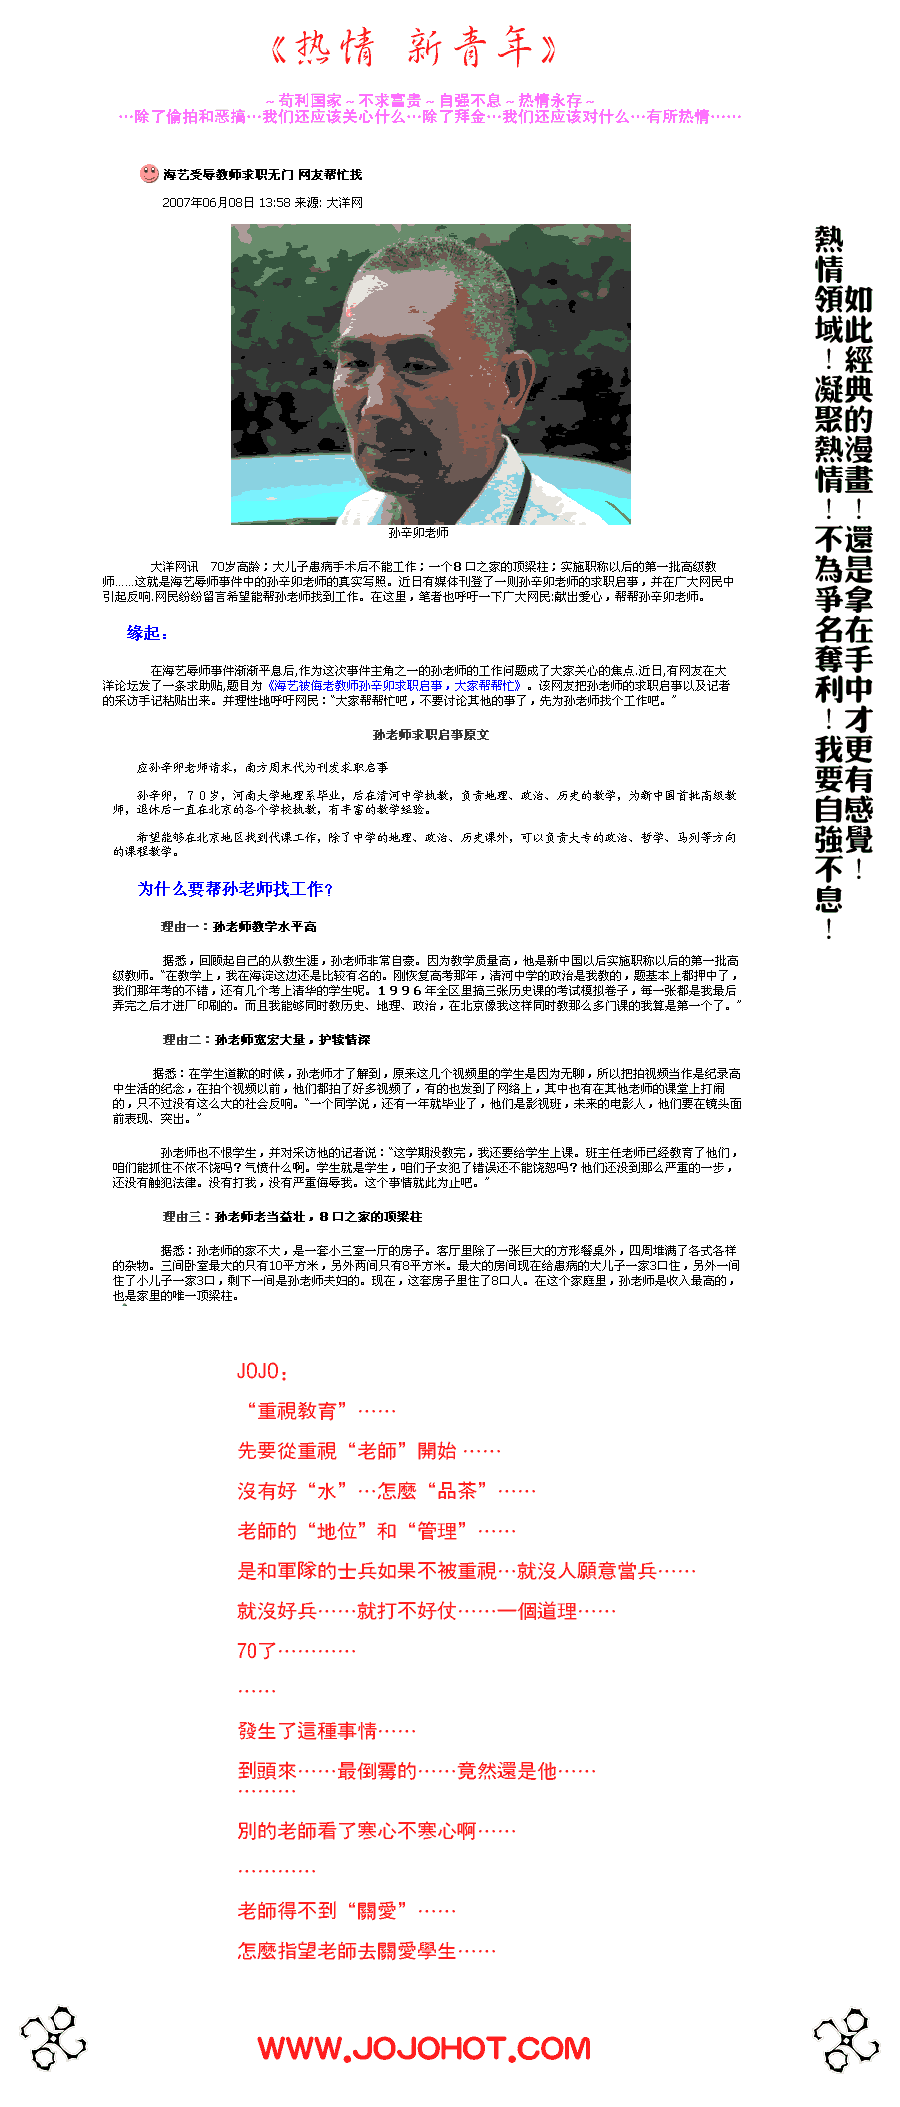 《热情 新青年》
～苟利国家～不求富贵～自强不息～热情永存～
…除了偷拍和恶搞…我们还应该关心什么…除了拜金…我们还应该对什么…有所热情……
海艺受辱教师求职无门 网友帮忙找
2007年06月08日 13:58 来源: 大洋网
孙辛卯老师
大洋网讯　70岁高龄；大儿子患病手术后不能工作；一个8口之家的顶梁柱；实施职称以后的第一批高级教
师......这就是海艺辱师事件中的孙辛卯老师的真实写照。近日有媒体刊登了一则孙辛卯老师的求职启事，并在广大网民中
引起反响.网民纷纷留言希望能帮孙老师找到工作。在这里，笔者也呼吁一下广大网民:献出爱心，帮帮孙辛卯老师。
缘起：
在海艺辱师事件渐渐平息后,作为这次事件主角之一的孙老师的工作问题成了大家关心的焦点.近日,有网友在大
洋论坛发了一条求助贴,题目为《海艺被侮老教师孙辛卯求职启事，大家帮帮忙》。该网友把孙老师的求职启事以及记者
的采访手记粘贴出来。并理性地呼吁网民：“大家帮帮忙吧，不要讨论其他的事了，先为孙老师找个工作吧。”
孙老师求职启事原文
应孙辛卯老师请求，南方周末代为刊发求职启事
孙辛卯，７０岁，河南大学地理系毕业，后在清河中学执教，负责地理、政治、历史的教学，为新中国首批高级教
师，退休后一直在北京的各个学校执教，有丰富的教学经验。
希望能够在北京地区找到代课工作，除了中学的地理、政治、历史课外，可以负责大专的政治、哲学、马列等方向
的课程教学。
为什么要帮孙老师找工作?
理由一：孙老师教学水平高
据悉，回顾起自己的从教生涯，孙老师非常自豪。因为教学质量高，他是新中国以后实施职称以后的第一批高
级教师。“在教学上，我在海淀这边还是比较有名的。刚恢复高考那年，清河中学的政治是我教的，题基本上都押中了，
我们那年考的不错，还有几个考上清华的学生呢。１９９６年全区里搞三张历史课的考试模拟卷子，每一张都是我最后
弄完之后才进厂印刷的。而且我能够同时教历史、地理、政治，在北京像我这样同时教那么多门课的我算是第一个了。”
理由二：孙老师宽宏大量，护犊情深
据悉：在学生道歉的时候，孙老师才了解到，原来这几个视频里的学生是因为无聊，所以把拍视频当作是纪录高
中生活的纪念，在拍个视频以前，他们都拍了好多视频了，有的也发到了网络上，其中也有在其他老师的课堂上打闹
的，只不过没有这么大的社会反响。“一个同学说，还有一年就毕业了，他们是影视班，未来的电影人，他们要在镜头面
前表现、突出。”
孙老师也不恨学生，并对采访他的记者说：“这学期没教完，我还要给学生上课。班主任老师已经教育了他们，
咱们能抓住不依不饶吗？气愤什么啊。学生就是学生，咱们子女犯了错误还不能饶恕吗？他们还没到那么严重的一步，
还没有触犯法律。没有打我，没有严重侮辱我。这个事情就此为止吧。”
理由三：孙老师老当益壮，8口之家的顶梁柱
据悉：孙老师的家不大，是一套小三室一厅的房子。客厅里除了一张巨大的方形餐桌外，四周堆满了各式各样
的杂物。三间卧室最大的只有10平方米，另外两间只有8平方米。最大的房间现在给患病的大儿子一家3口住，另外一间
住了小儿子一家3口，剩下一间是孙老师夫妇的。现在，这套房子里住了8口人。在这个家庭里，孙老师是收入最高的，
也是家里的唯一顶梁柱。
如此經典的漫畫！還是拿在手中才更有感覺！
熱情領域！凝聚熱情！不為爭名奪利！我要自強不息！
JOJO：
“重視教育”……
先要從重視“老師”開始 ……
沒有好“水”…怎麼“品茶”……
老師的“地位”和“管理”……
是和軍隊的士兵如果不被重視…就沒人願意當兵……
就沒好兵……就打不好仗……一個道理……
70了…………
……
發生了這種事情……
到頭來……最倒霉的……竟然還是他……
………
別的老師看了寒心不寒心啊……
…………
老師得不到“關愛”……
怎麼指望老師去關愛學生……
WWW.JOJOHOT.COM